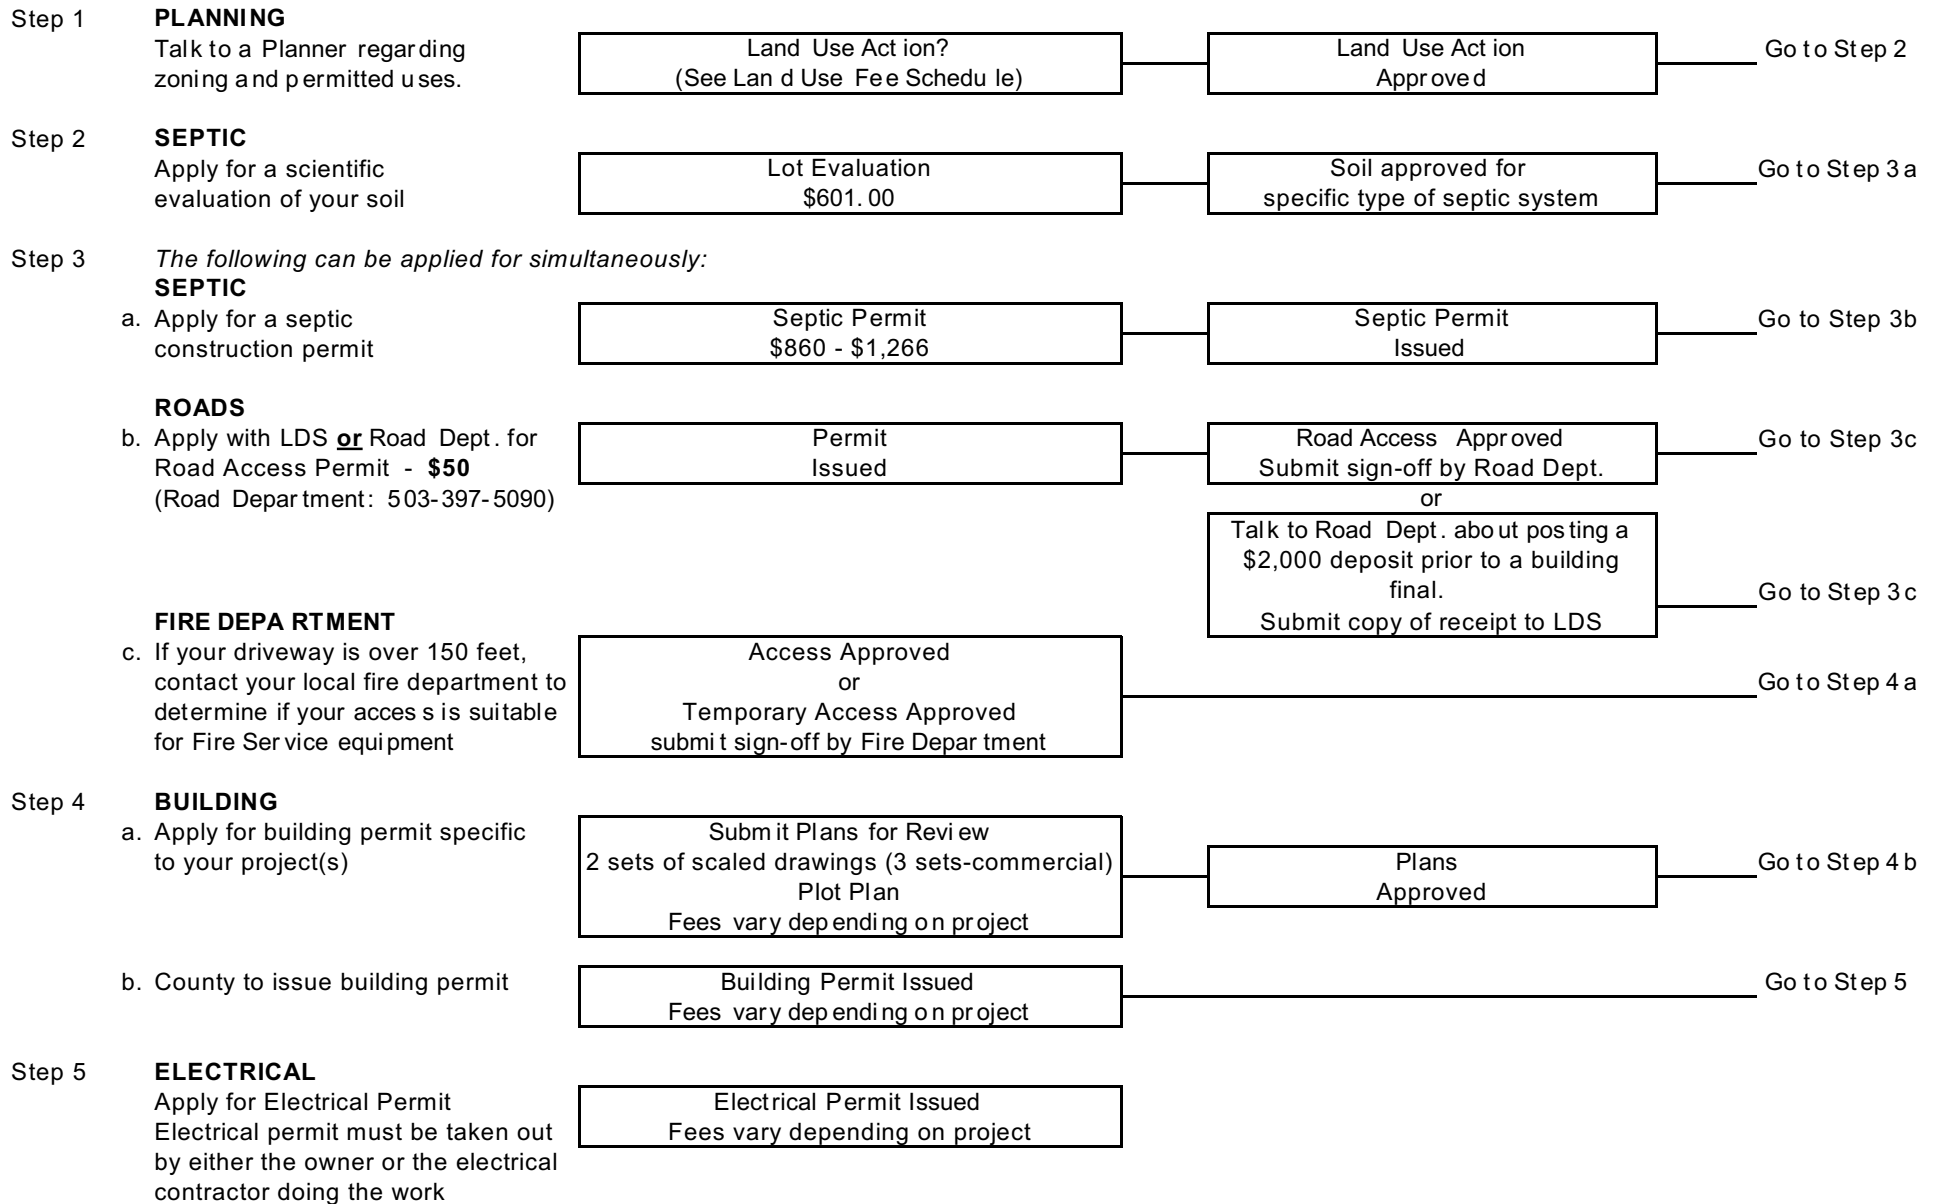 Step 1 PLANNING
Talk to a Planner regarding
zoning and permitted uses.
Land Use Action?
(See Land Use Fee Schedule)
Land Use Action
Approved
Go to Step 2
Step 2 SEPTIC
Apply for a scientific
evaluation of your soil
Lot Evaluation
$601.00
Soil approved for
specific type of septic system
Go to Step 3a
Step 3 The following can be applied for simultaneously:
SEPTIC
a. Apply for a septic
construction permit
Septic Permit
$860 - $1,266
Septic Permit
Issued
Go to Step 3b
ROADS
b. Apply with LDS or Road Dept. for
Road Access Permit - $50
(Road Department: 503-397-5090)
Permit
Issued
Road Access Approved
Submit sign-off by Road Dept.
Go to Step 3c
or
Talk to Road Dept. about posting a
$2,000 deposit prior to a building
final.
Submit copy of receipt to LDS
Go to Step 3c
FIRE DEPARTMENT
c. If your driveway is over 150 feet,
contact your local fire department to
determine if your access is suitable
for Fire Service equipment
Access Approved
or
Temporary Access Approved
submit sign-off by Fire Department
Go to Step 4a
Step 4 BUILDING
a. Apply for building permit specific
to your project(s)
Submit Plans for Review
2 sets of scaled drawings (3 sets-commercial)
Plot Plan
Fees vary depending on project
Plans
Approved
Go to Step 4b
b. County to issue building permit
Building Permit Issued
Fees vary depending on project
Go to Step 5
Step 5 ELECTRICAL
Apply for Electrical Permit
Electrical permit must be taken out
by either the owner or the electrical
contractor doing the work
Electrical Permit Issued
Fees vary depending on project